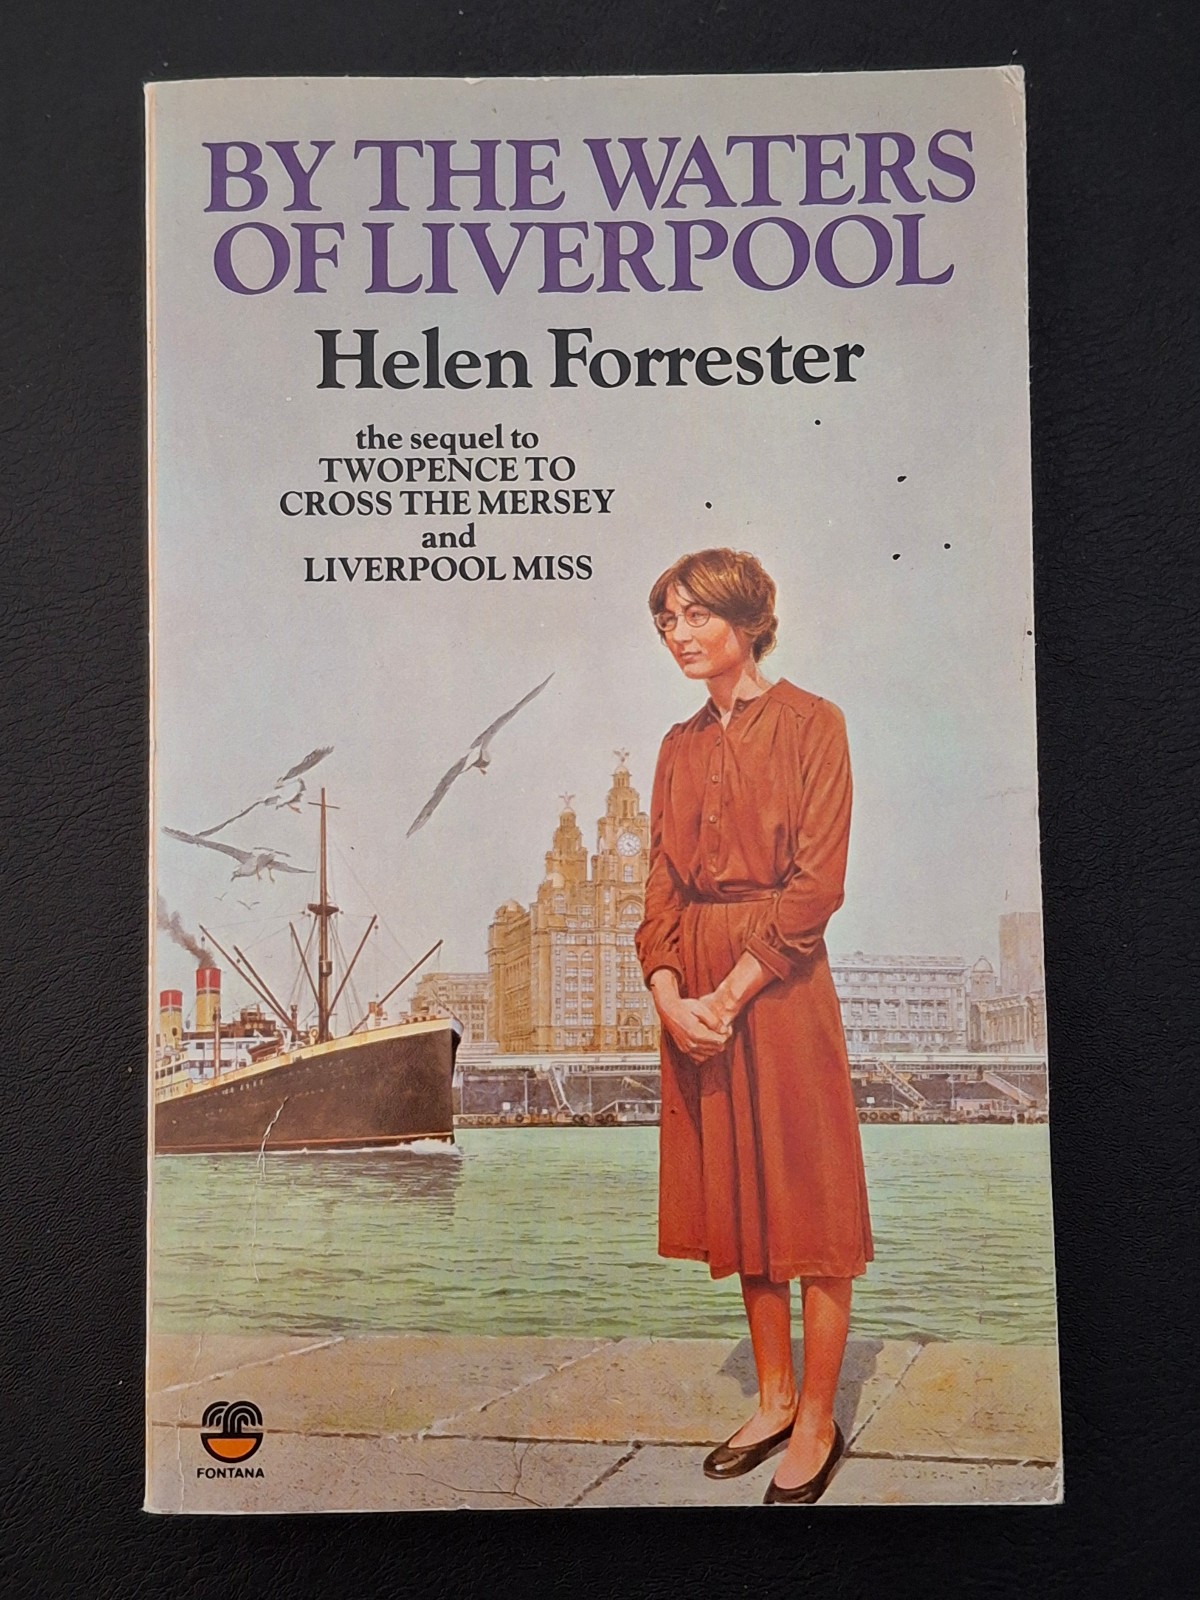 BY THE WATERS
OF LIVERPOOL
Helen Forrester
the sequel to
TWOPENCE TO
CROSS THE MERSEY
and
LIVERPOOL MISS
FONTANA